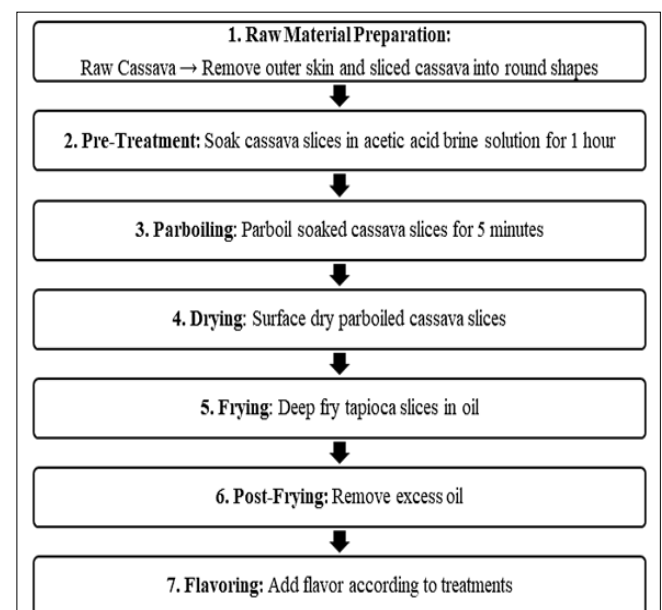 1. Raw Material Preparation:
Raw Cassava → Remove outer skin and sliced cassava into round shapes
2. Pre-Treatment: Soak cassava slices in acetic acid brine solution for 1 hour
3. Parboiling: Parboil soaked cassava slices for 5 minutes
4. Drying: Surface dry parboiled cassava slices
5. Frying: Deep fry tapioca slices in oil
6. Post-Frying: Remove excess oil
7. Flavoring: Add flavor according to treatments